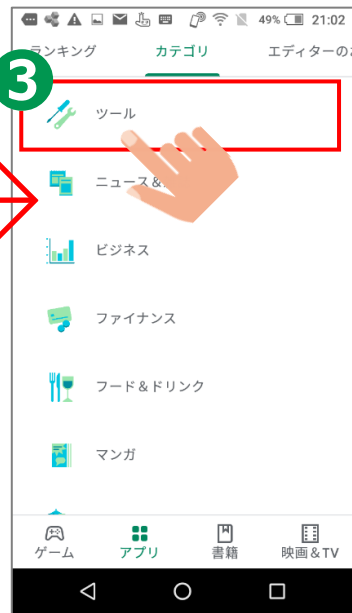 49% 21:02
ランキング カテゴリ エディターのお
3
ツール
ニュース＆
ビジネス
ファイナンス
フード＆ドリンク
マンガ
ゲーム アプリ 書籍 映画＆TV